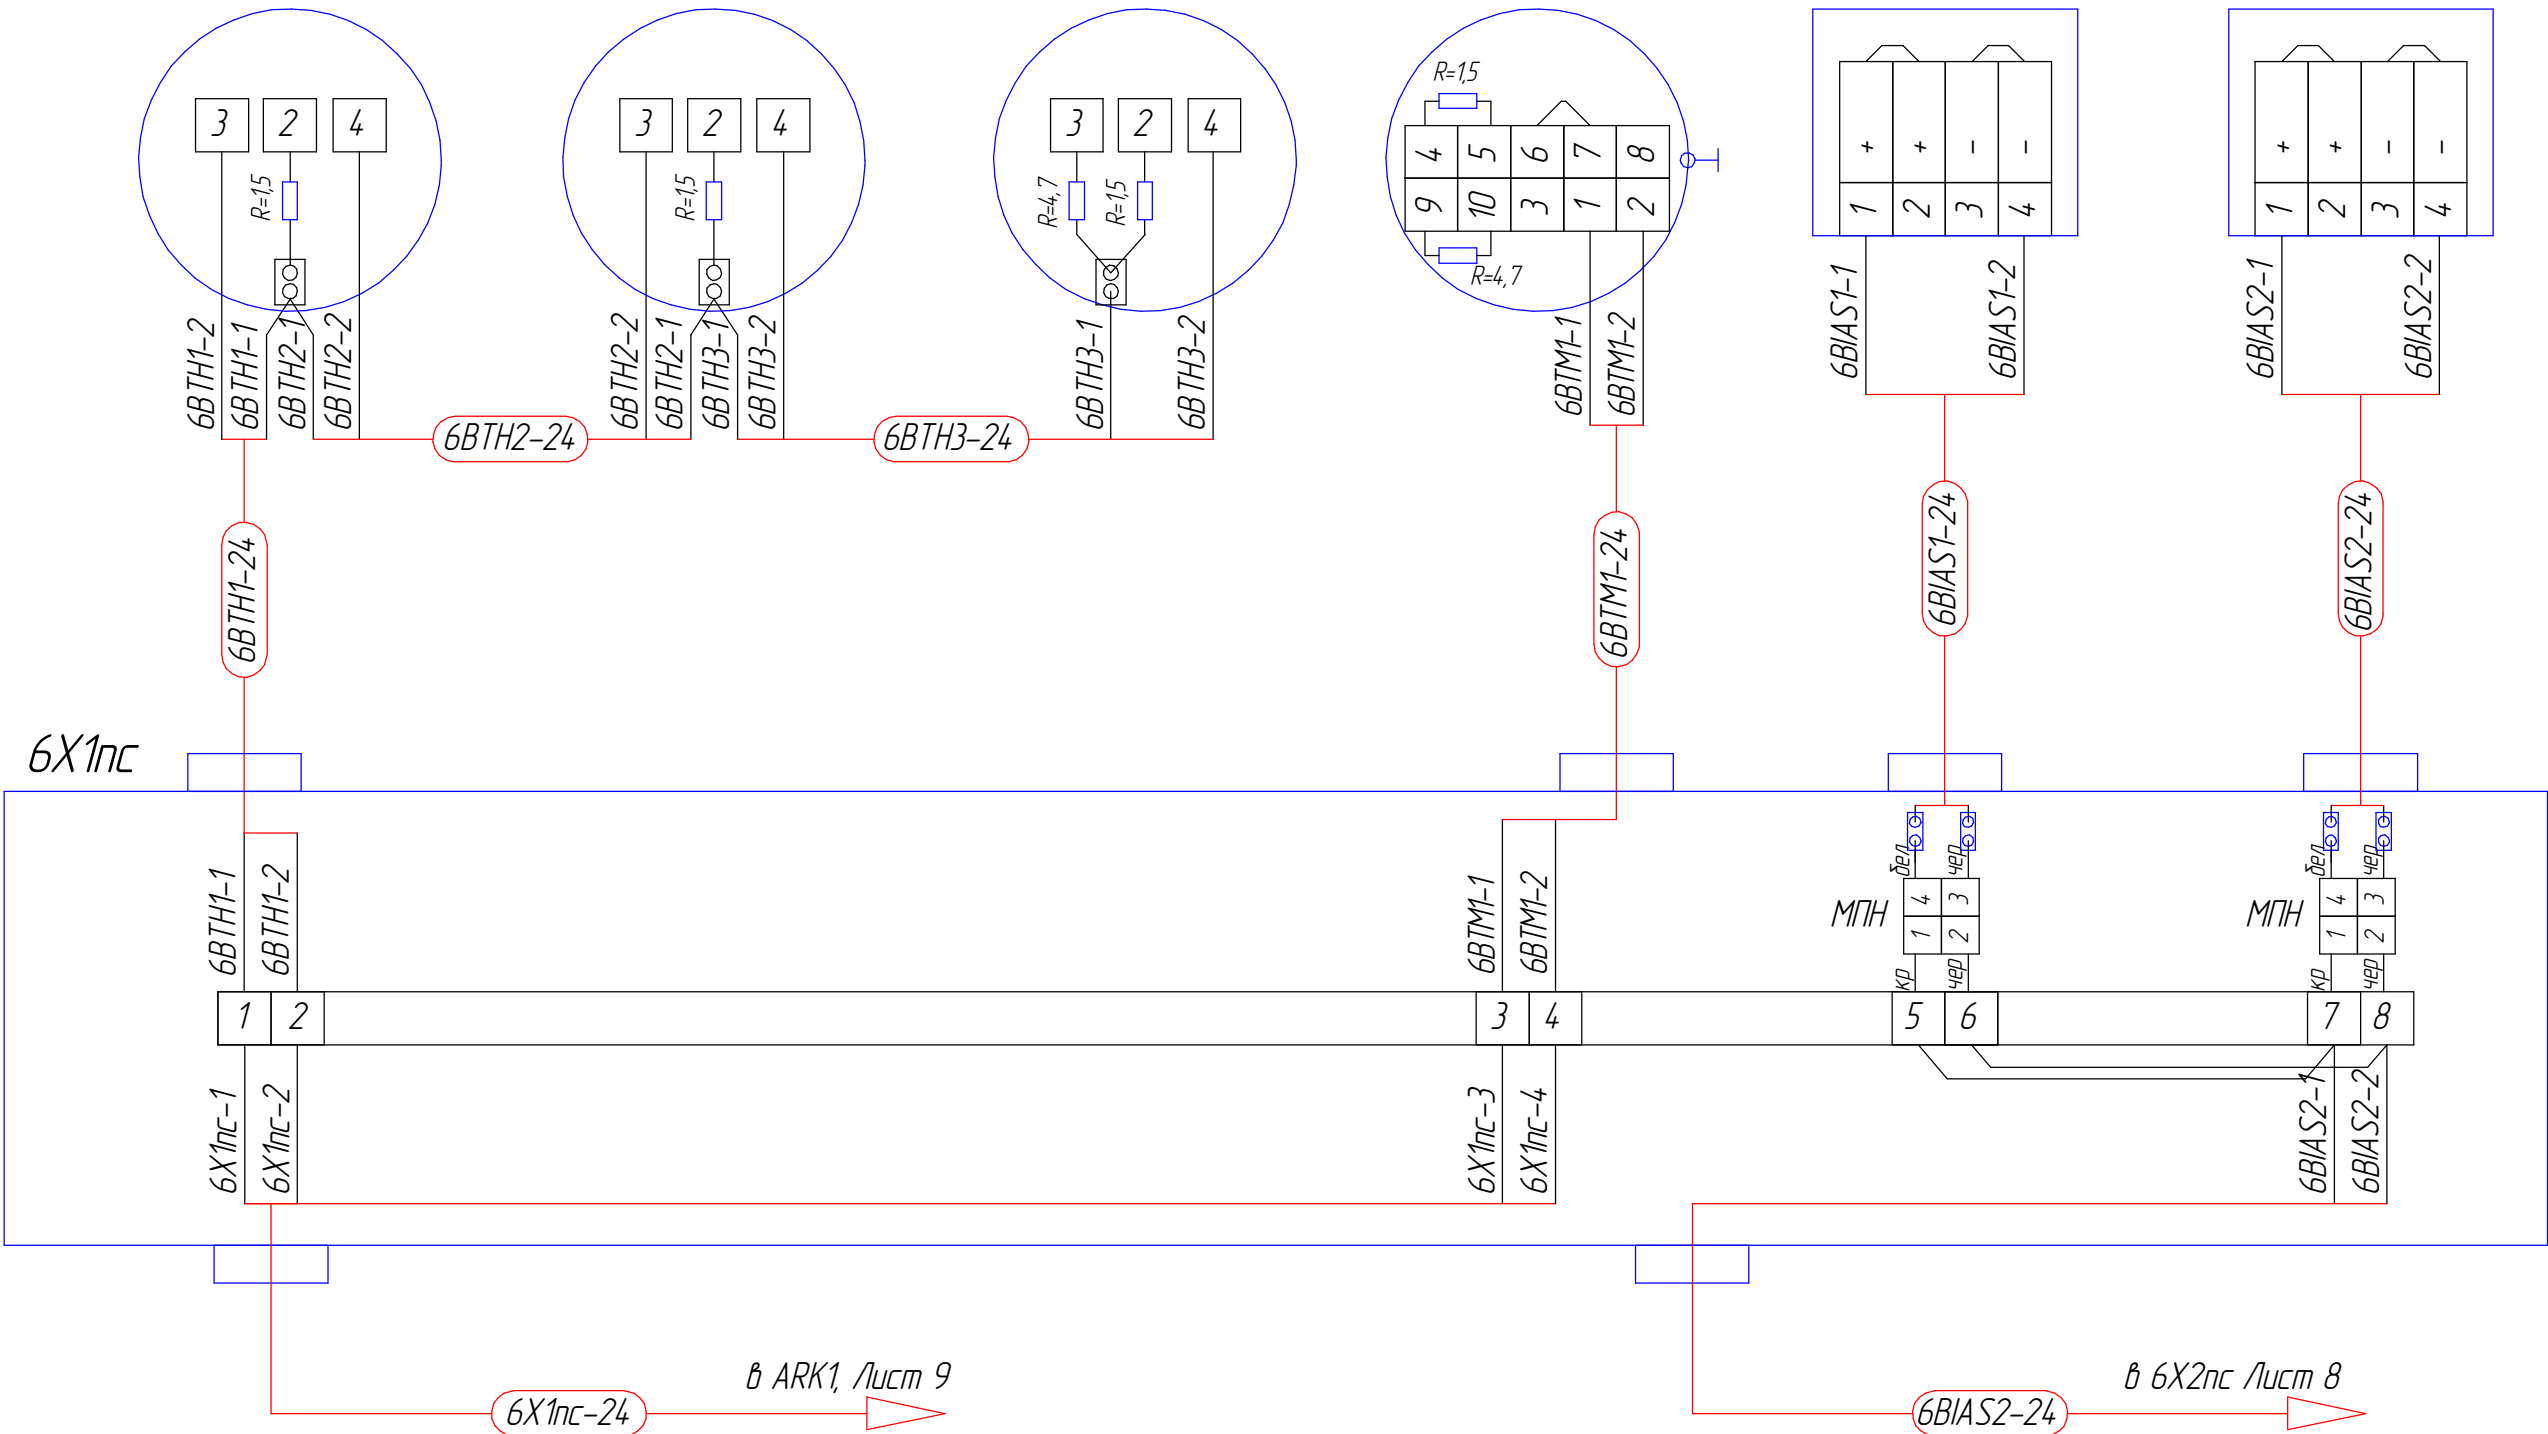 3 2 4
R=1,5
6BTH1-2
6BTH1-1
6BTH2-1
6BTH2-2
6BTH2-24
3 2 4
R=1,5
6BTH2-2
6BTH2-1
6BTH3-1
6BTH3-2
6BTH3-24
3 2 4
R=4,7
R=1,5
6BTH3-1
6BTH3-2
R=1,5
4 5 6 7 8
9 10 3 1 2
R=4,7
6BTM1-1
6BTM1-2
+ + - -
1 2 3 4
6BIAS1-1
6BIAS1-2
+ + - -
1 2 3 4
6BIAS2-1
6BIAS2-2
6BTH1-24
6BTM1-24
6BIAS1-24
6BIAS2-24
6X1пс
6BTH1-1
6BTH1-2
6BTM1-1
6BTM1-2
бел
чер
МПН
4 3
1 2
кр
чер
бел
чер
МПН
4 3
1 2
кр
чер
1 2 3 4 5 6 7 8
6X1пс-1
6X1пс-2
6X1пс-3
6X1пс-4
6BIAS2-1
6BIAS2-2
в ARK1, Лист 9
6X1пс-24
в 6X2пс Лист 8
6BIAS2-24